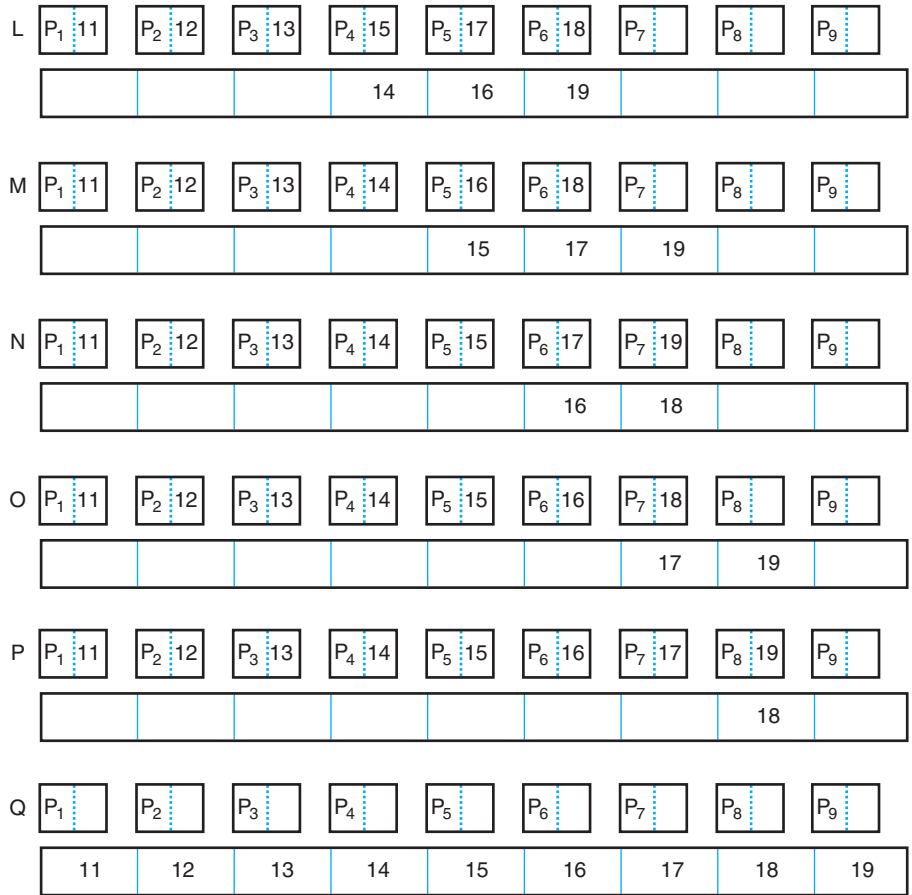 L P₁ 11 P₂ 12 P₃ 13 P₄ 15 P₅ 17 P₆ 18 P₇ P₈ P₉
14 16 19
M P₁ 11 P₂ 12 P₃ 13 P₄ 14 P₅ 16 P₆ 18 P₇ P₈ P₉
15 17 19
N P₁ 11 P₂ 12 P₃ 13 P₄ 14 P₅ 15 P₆ 17 P₇ 19 P₈ P₉
16 18
O P₁ 11 P₂ 12 P₃ 13 P₄ 14 P₅ 15 P₆ 16 P₇ 18 P₈ P₉
17 19
P P₁ 11 P₂ 12 P₃ 13 P₄ 14 P₅ 15 P₆ 16 P₇ 17 P₈ 19 P₉
18
Q P₁ P₂ P₃ P₄ P₅ P₆ P₇ P₈ P₉
11 12 13 14 15 16 17 18 19